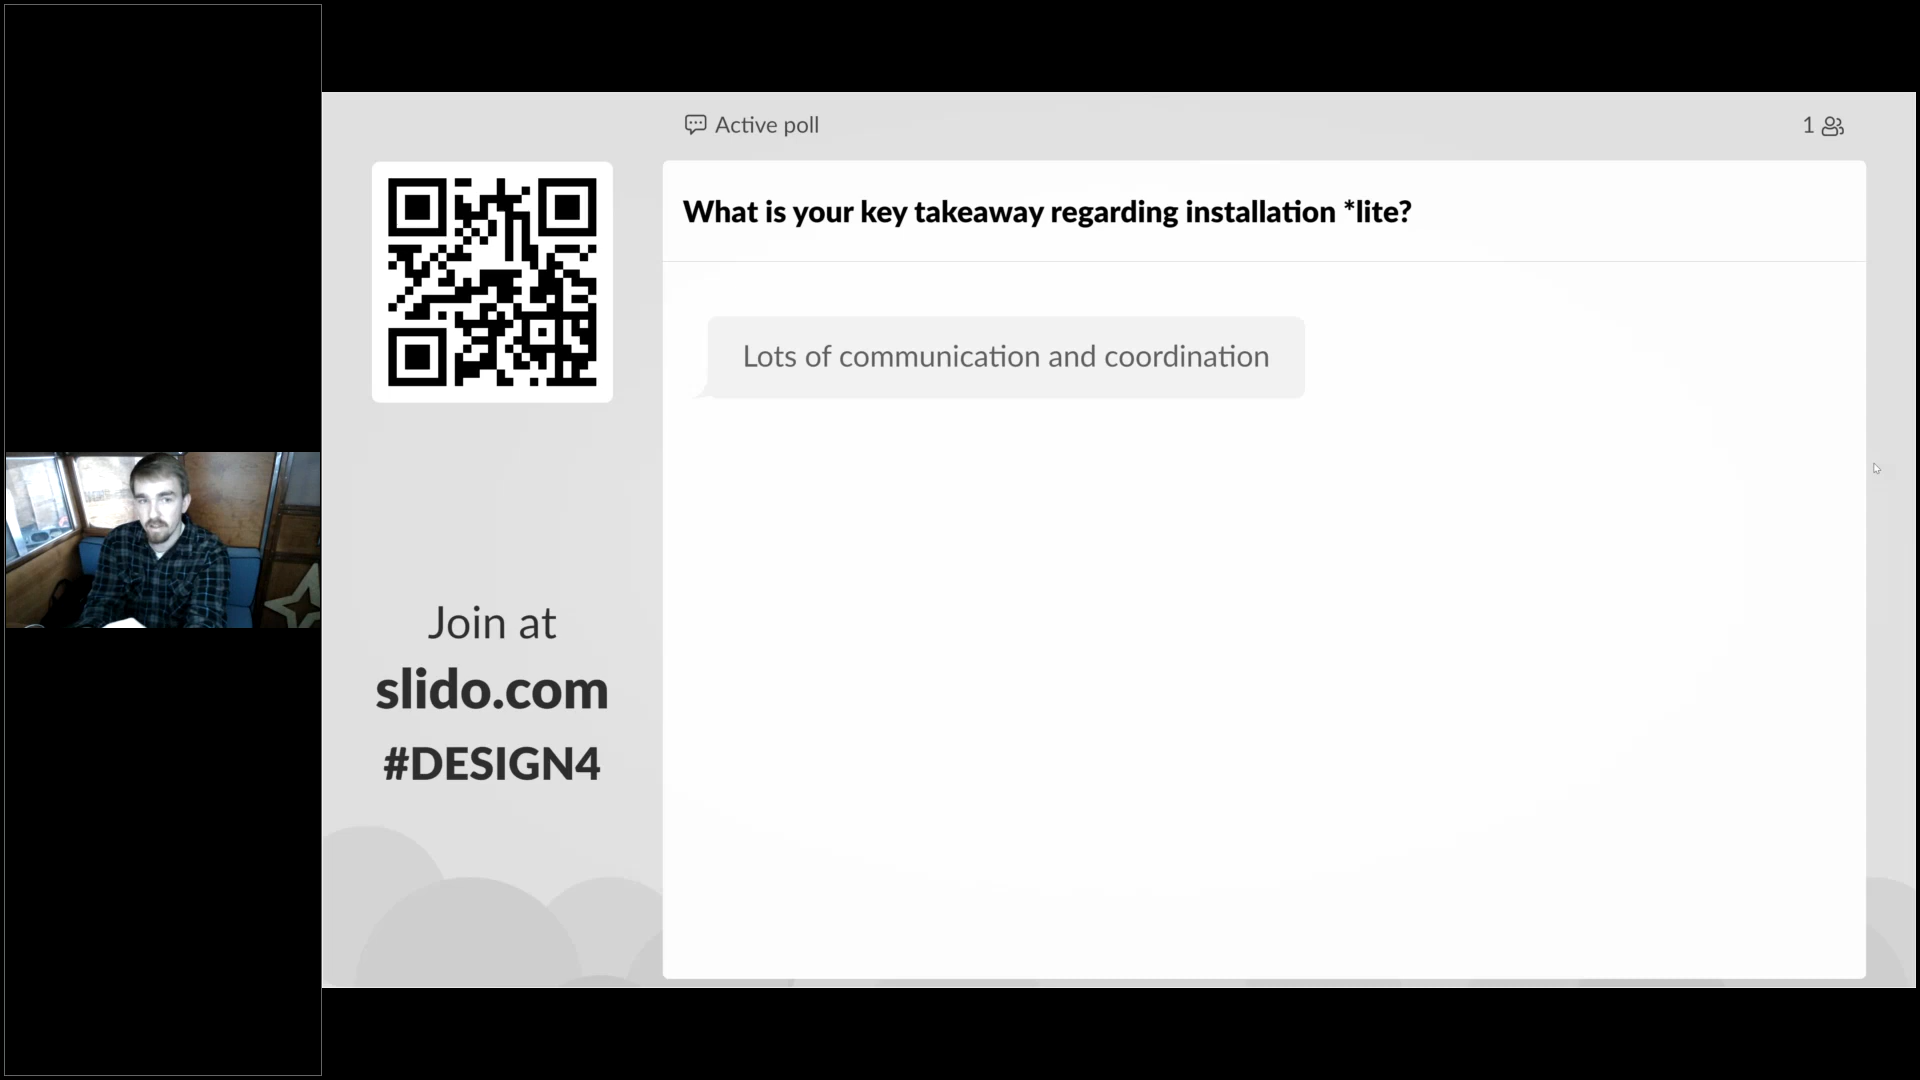 Active poll
1
What is your key takeaway regarding installation *lite?
Lots of communication and coordination
Join at
slido.com
#DESIGN4